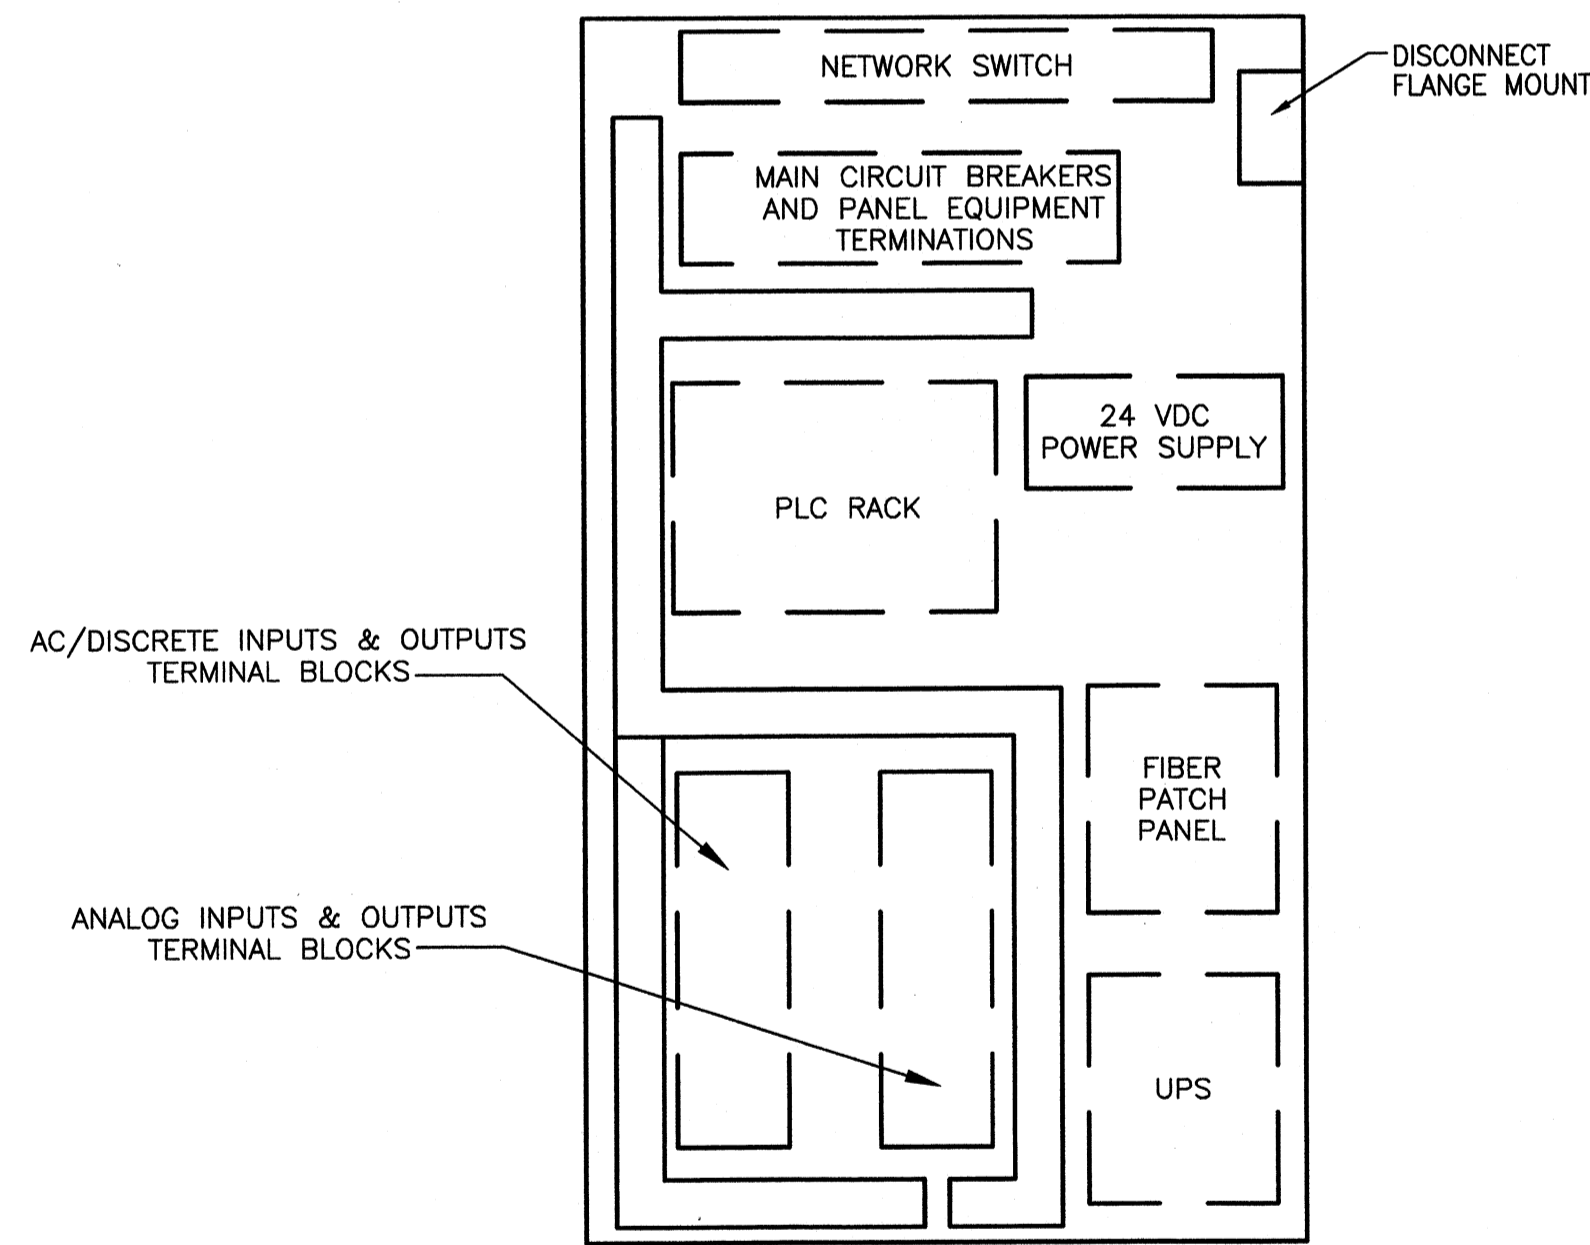 NETWORK SWITCH
DISCONNECT
FLANGE MOUNT
MAIN CIRCUIT BREAKERS
AND PANEL EQUIPMENT
TERMINATIONS
24 VDC
POWER SUPPLY
PLC RACK
AC/DISCRETE INPUTS & OUTPUTS
TERMINAL BLOCKS
FIBER
PATCH
PANEL
ANALOG INPUTS & OUTPUTS
TERMINAL BLOCKS
UPS